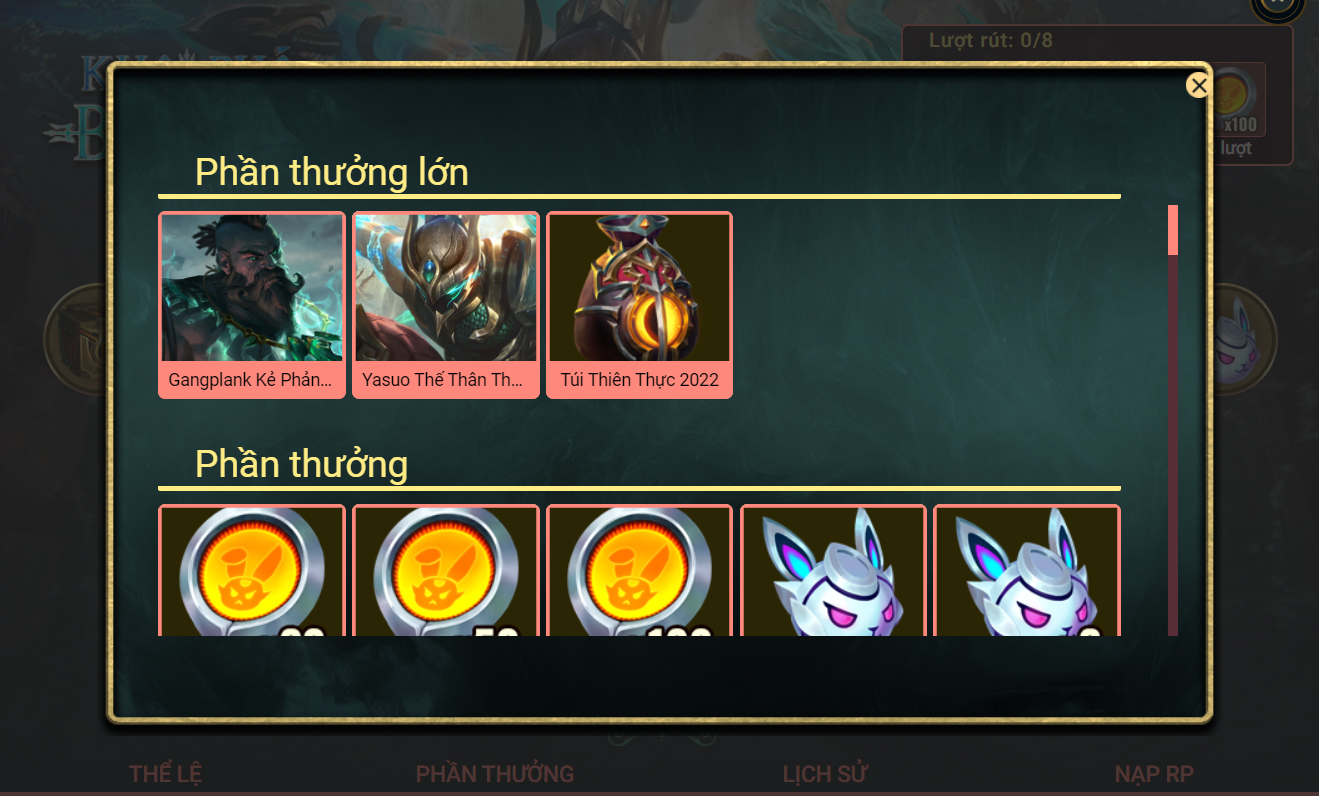 Lượt rút: 0/8
x100
lượt
Phần thưởng lớn
Gangplank Kẻ Phản...
Yasuo Thế Thân Th...
Túi Thiên Thực 2022
Phần thưởng
THỂ LỆ
PHẦN THƯỞNG
LỊCH SỬ
NẠP RP